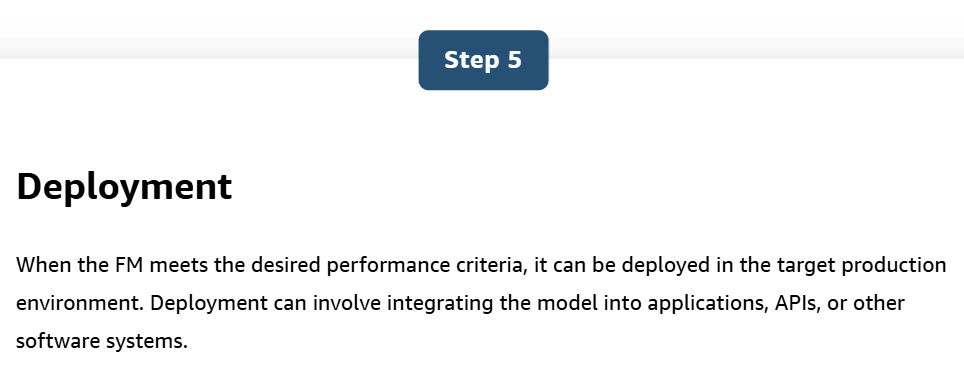 Step 5
Deployment
When the FM meets the desired performance criteria, it can be deployed in the target production
environment. Deployment can involve integrating the model into applications, APIs, or other
software systems.